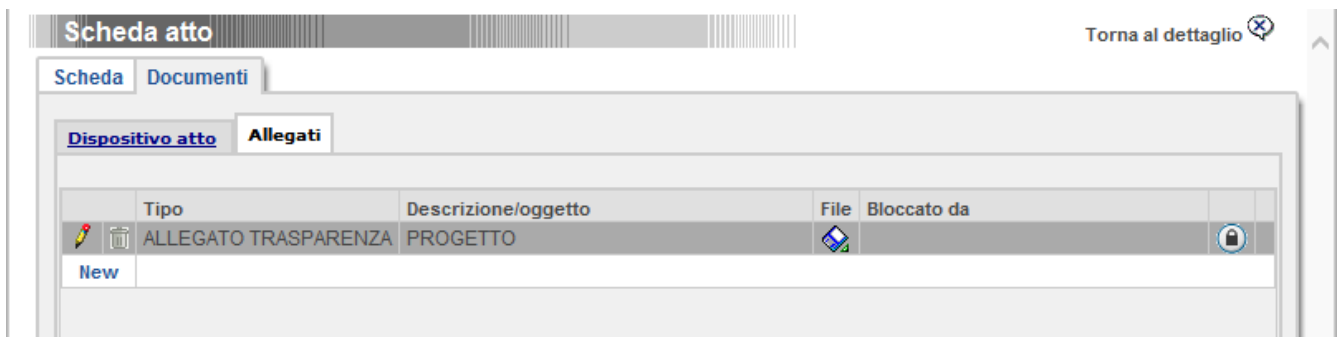 Scheda atto
Torna al dettaglio
Scheda Documenti
Dispositivo atto Allegati
Tipo Descrizione/oggetto File Bloccato da
ALLEGATO TRASPARENZA PROGETTO
New